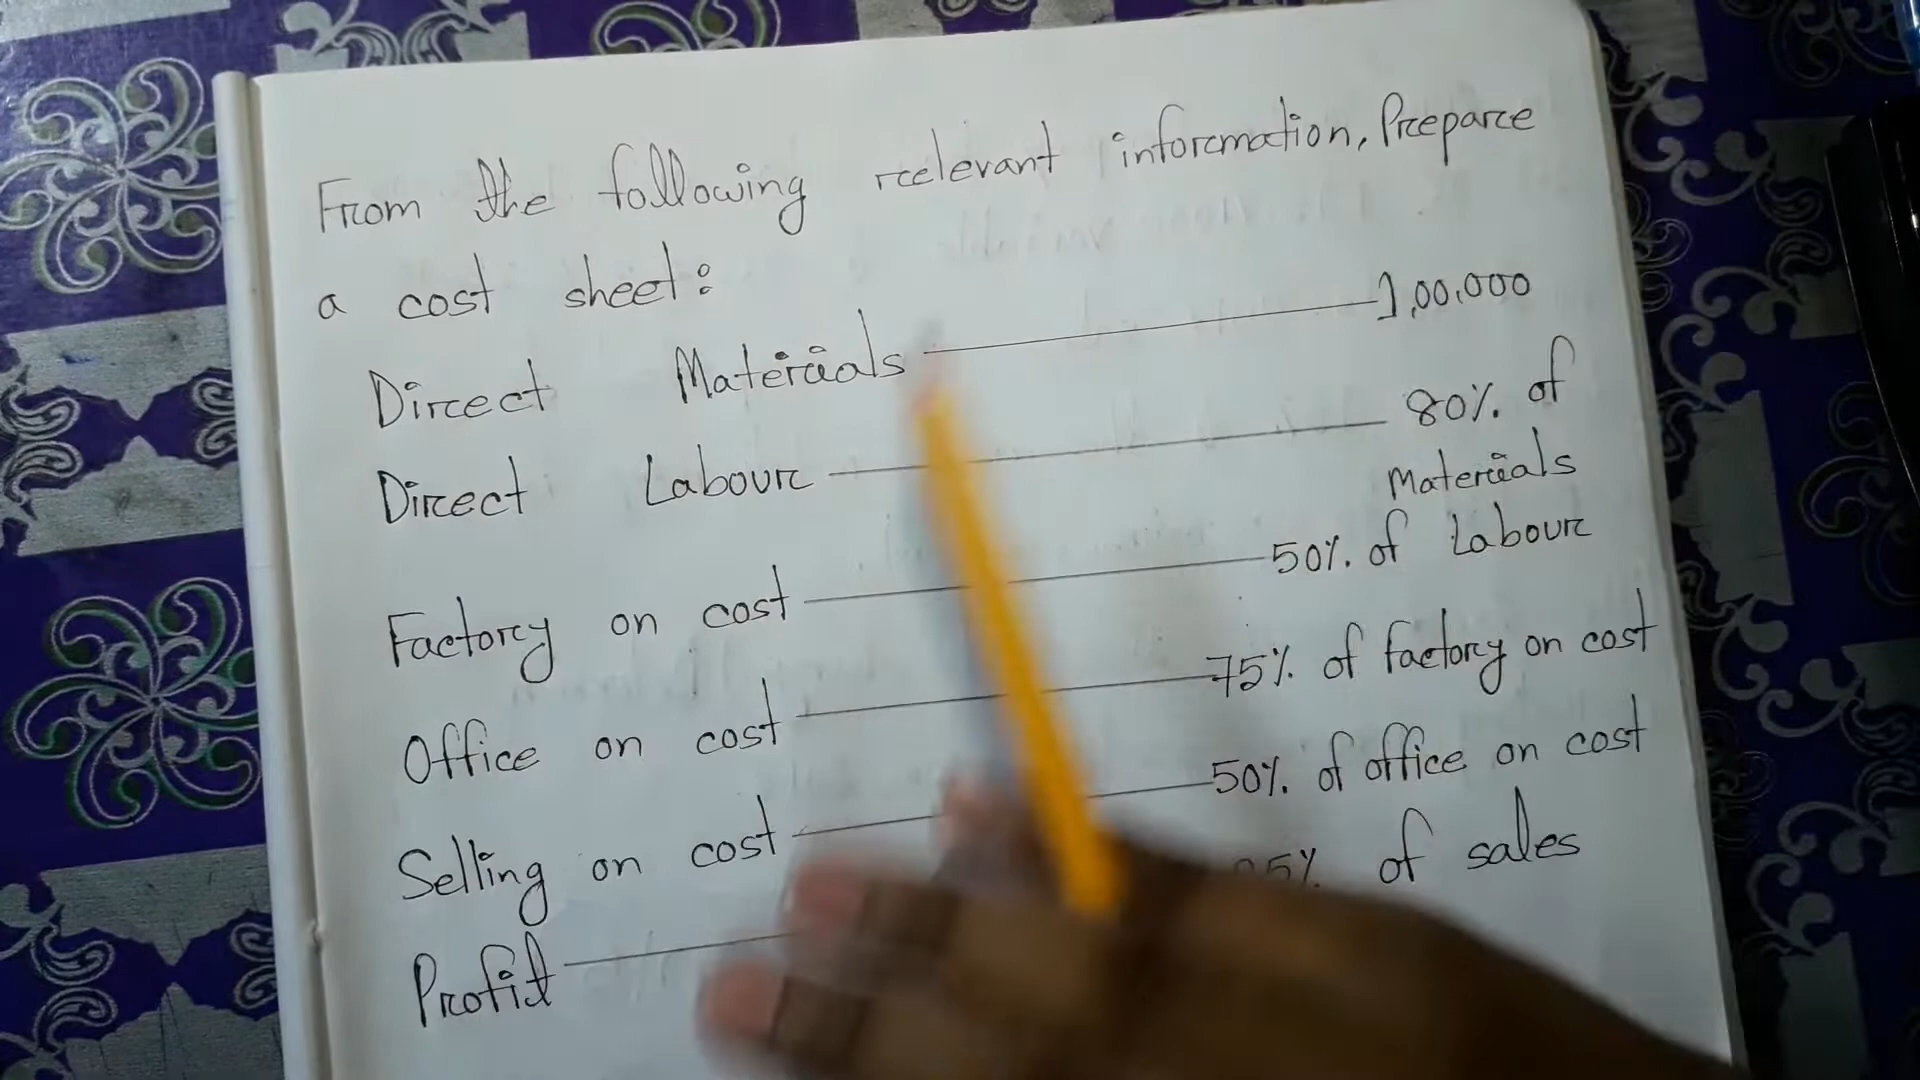 From the following relevant information, Prepare
a cost sheet:
Direct Materials 1,00,000
Direct Labour 80% of
Materials
Factory on cost 50% of Labour
Office on cost 75% of factory on cost
Selling on cost 50% of office on cost
Profit of sales